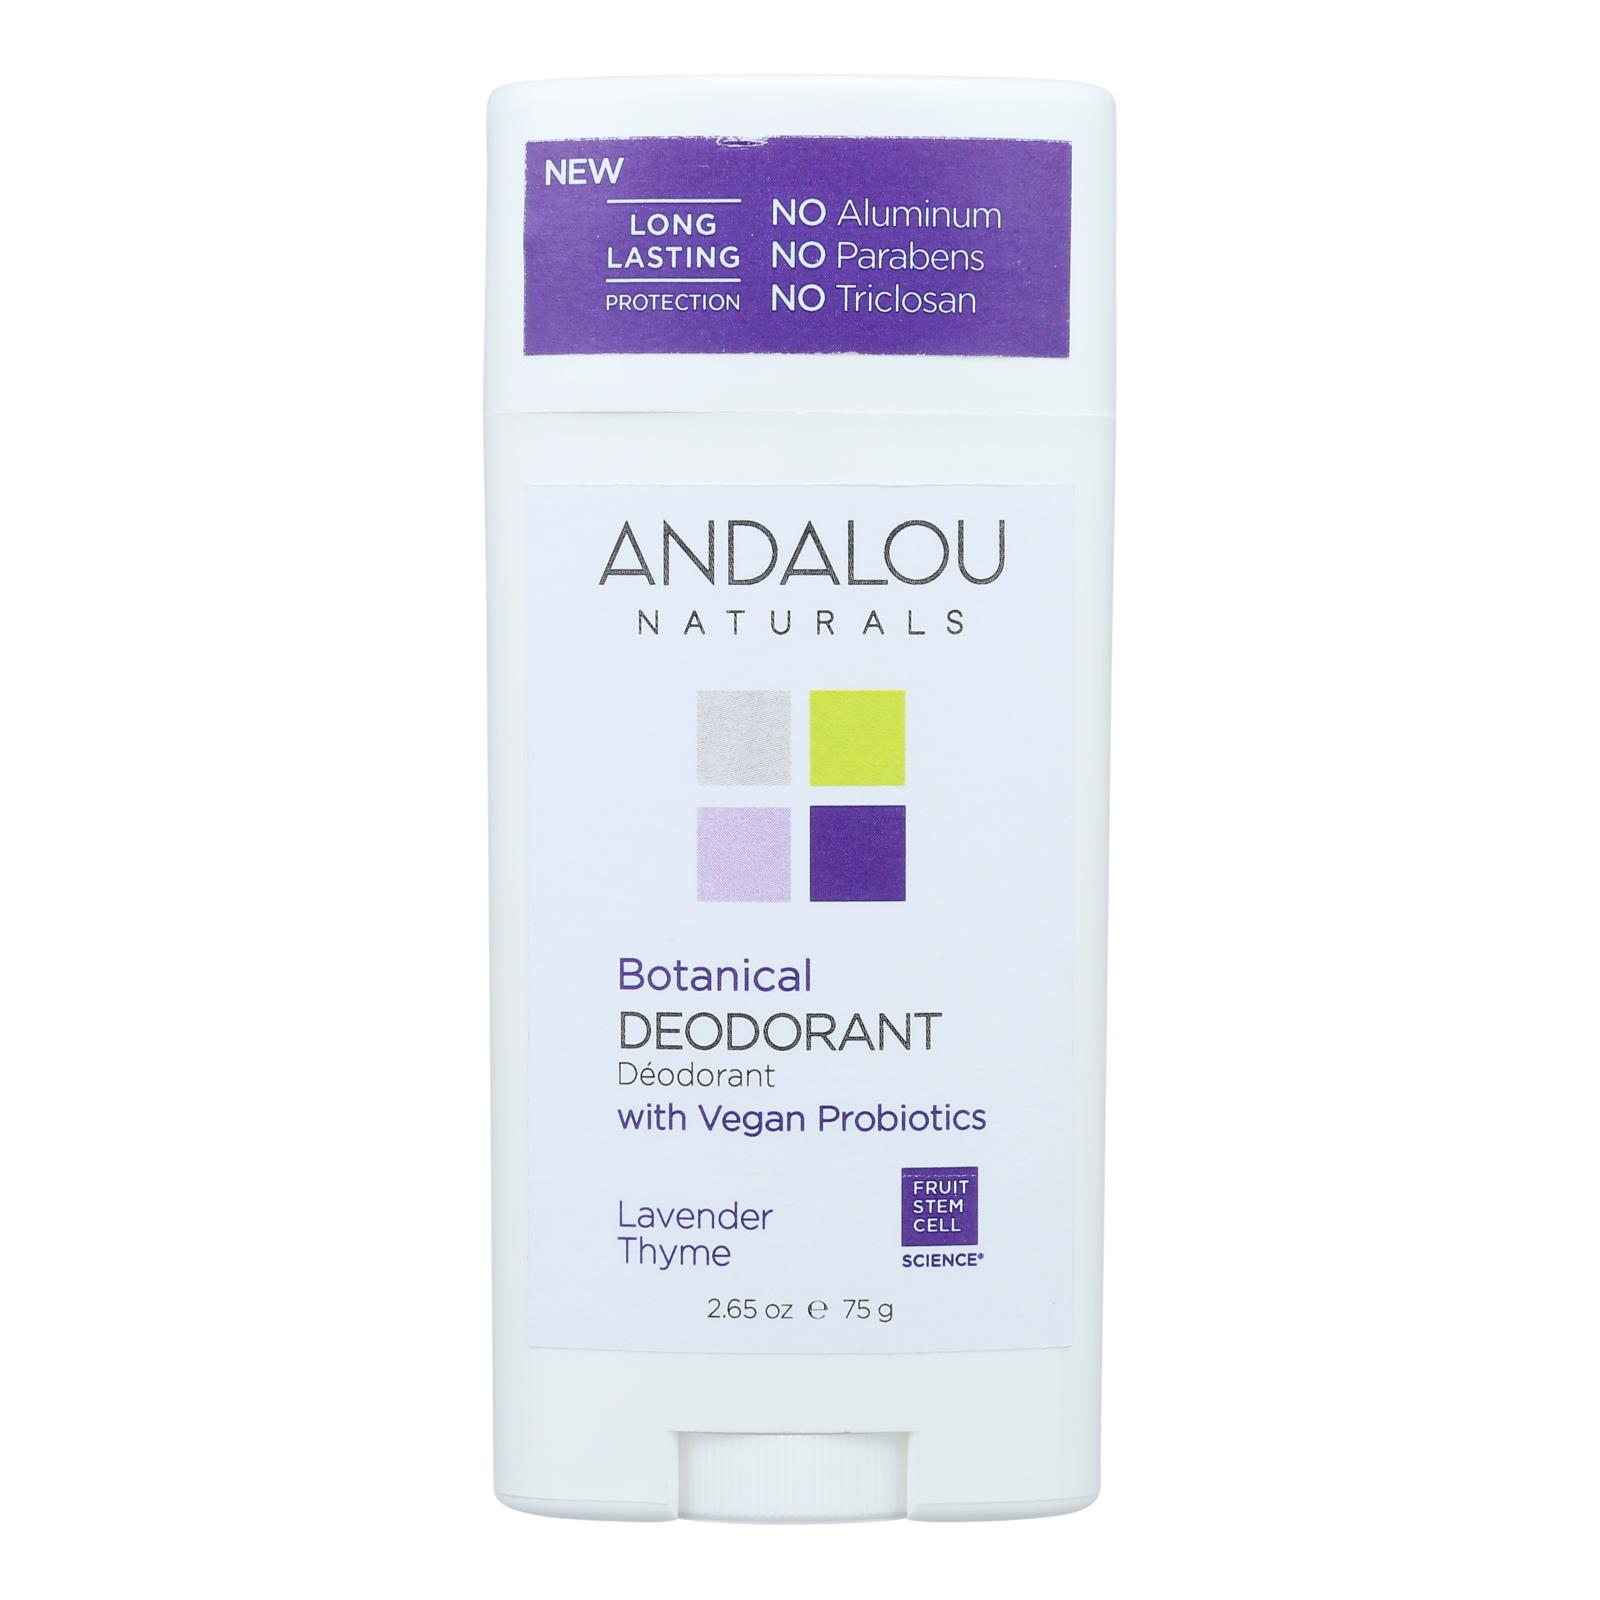 NEW
LONG
LASTING
PROTECTION
NO Aluminum
NO Parabens
NO Triclosan
ANDALOU
NATURALS
Botanical
DEODORANT
Déodorant
with Vegan Probiotics
Lavender
Thyme
FRUIT
STEM
CELL
SCIENCE®
2.65 oz ℮ 75 g